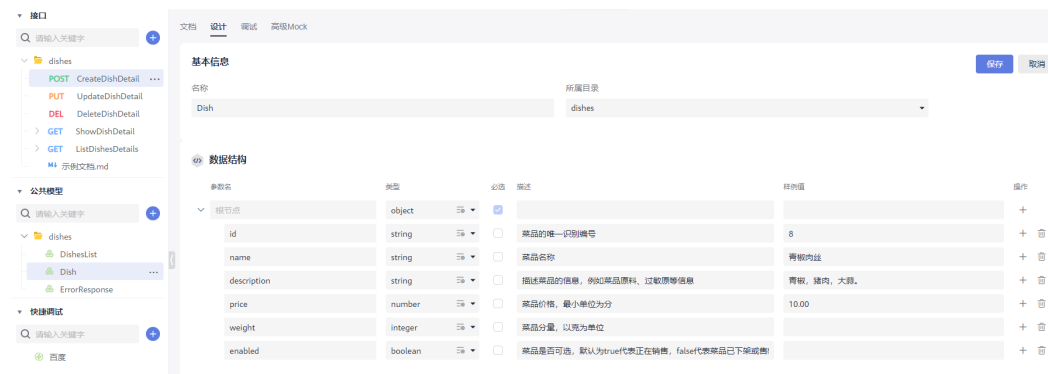 接口
请输入关键字
dishes
POST CreateDishDetail ...
PUT UpdateDishDetail
DEL DeleteDishDetail
GET ShowDishDetail
GET ListDishesDetails
M↓ 示例文档.md
公共模型
请输入关键字
dishes
DishesList
Dish ...
ErrorResponse
快捷调试
请输入关键字
百度
文档 设计 调试 高级Mock
基本信息 保存 取消
名称 所属目录
Dish dishes
数据结构
参数名 类型 必选 描述 样例值 操作
根节点 object
id string 菜品的唯一识别编号 8
name string 菜品名称 青椒肉丝
description string 描述菜品的信息，例如菜品原料、过敏原等信息 青椒，猪肉，大蒜。
price number 菜品价格，最小单位为分 10.00
weight integer 菜品分量，以克为单位
enabled boolean 菜品是否可选，默认为true代表正在销售，false代表菜品已下架或售